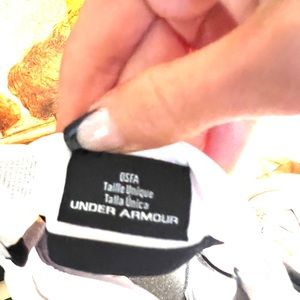 OSFA
Taille Unique
Talla Única
UNDER ARMOUR